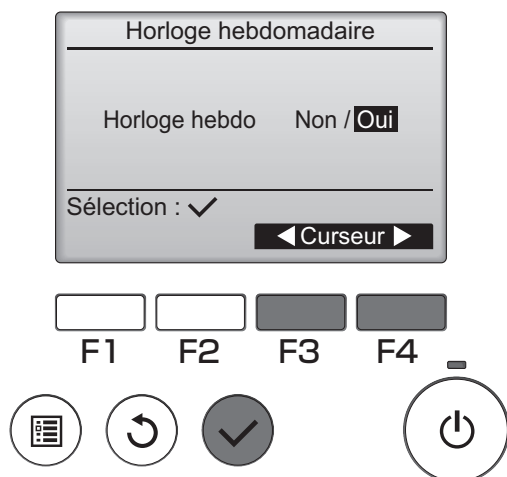 Horloge hebdomadaire
Horloge hebdo Non / Oui
Sélection : ✓
◀ Curseur ▶
F1 F2 F3 F4